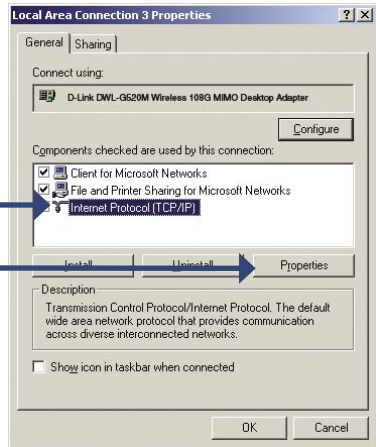 Local Area Connection 3 Properties
General Sharing
Connect using:
D-Link DWL-G520M Wireless 108G MIMO Desktop Adapter
Configure
Components checked are used by this connection:
Client for Microsoft Networks
File and Printer Sharing for Microsoft Networks
Internet Protocol (TCP/IP)
Install... Uninstall Properties
Description
Transmission Control Protocol/Internet Protocol. The default
wide area network protocol that provides communication
across diverse interconnected networks.
Show icon in taskbar when connected
OK Cancel